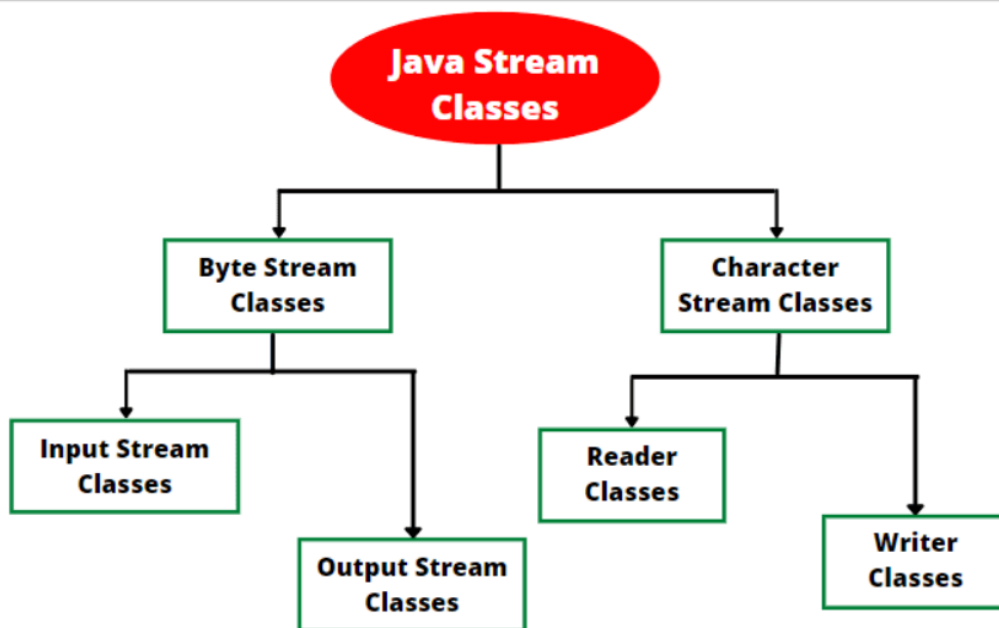 Java Stream
Classes
Byte Stream
Classes
Character
Stream Classes
Input Stream
Classes
Reader
Classes
Output Stream
Classes
Writer
Classes